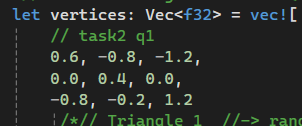 let vertices: Vec<f32> = vec![
// task2 q1
0.6, -0.8, -1.2,
0.0, 0.4, 0.0,
-0.8, -0.2, 1.2
/*// Triangle 1 //-> ran